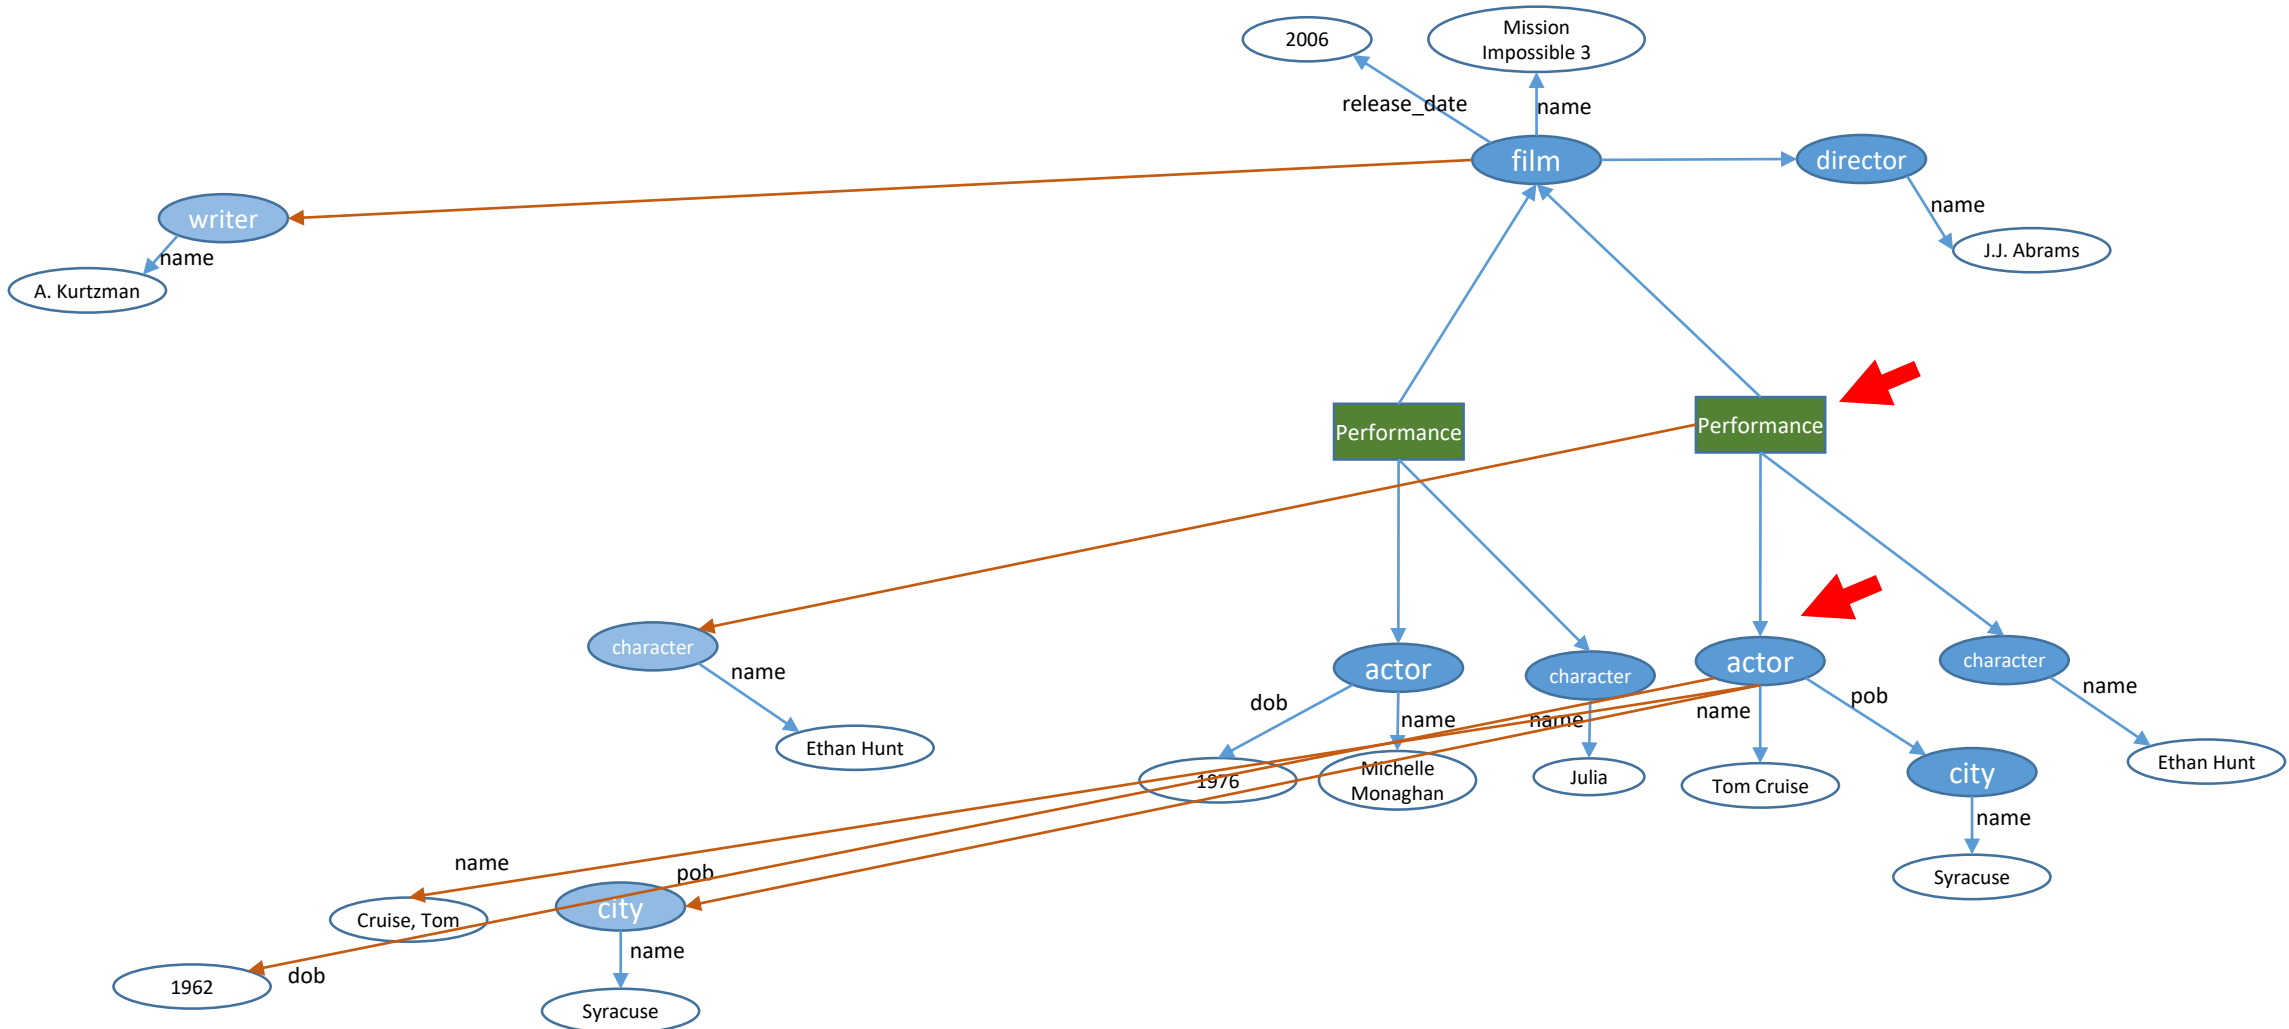 2006
Mission
Impossible 3
release_date
name
film
director
writer
name
name
A. Kurtzman
J.J. Abrams
Performance
Performance
character
name
actor
character
actor
character
dob
name
name
name
pob
name
Ethan Hunt
1976
Michelle
Monaghan
Julia
Tom Cruise
city
Ethan Hunt
name
name
pob
Cruise, Tom
city
Syracuse
name
1962
dob
Syracuse